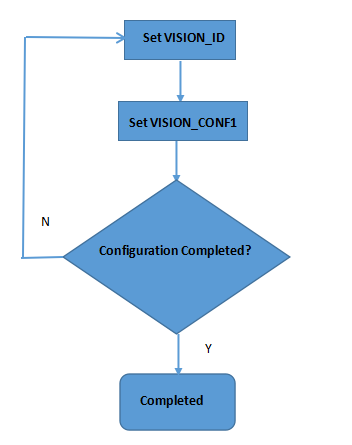 Set VISION_ID
Set VISION_CONF1
N
Configuration Completed?
Y
Completed